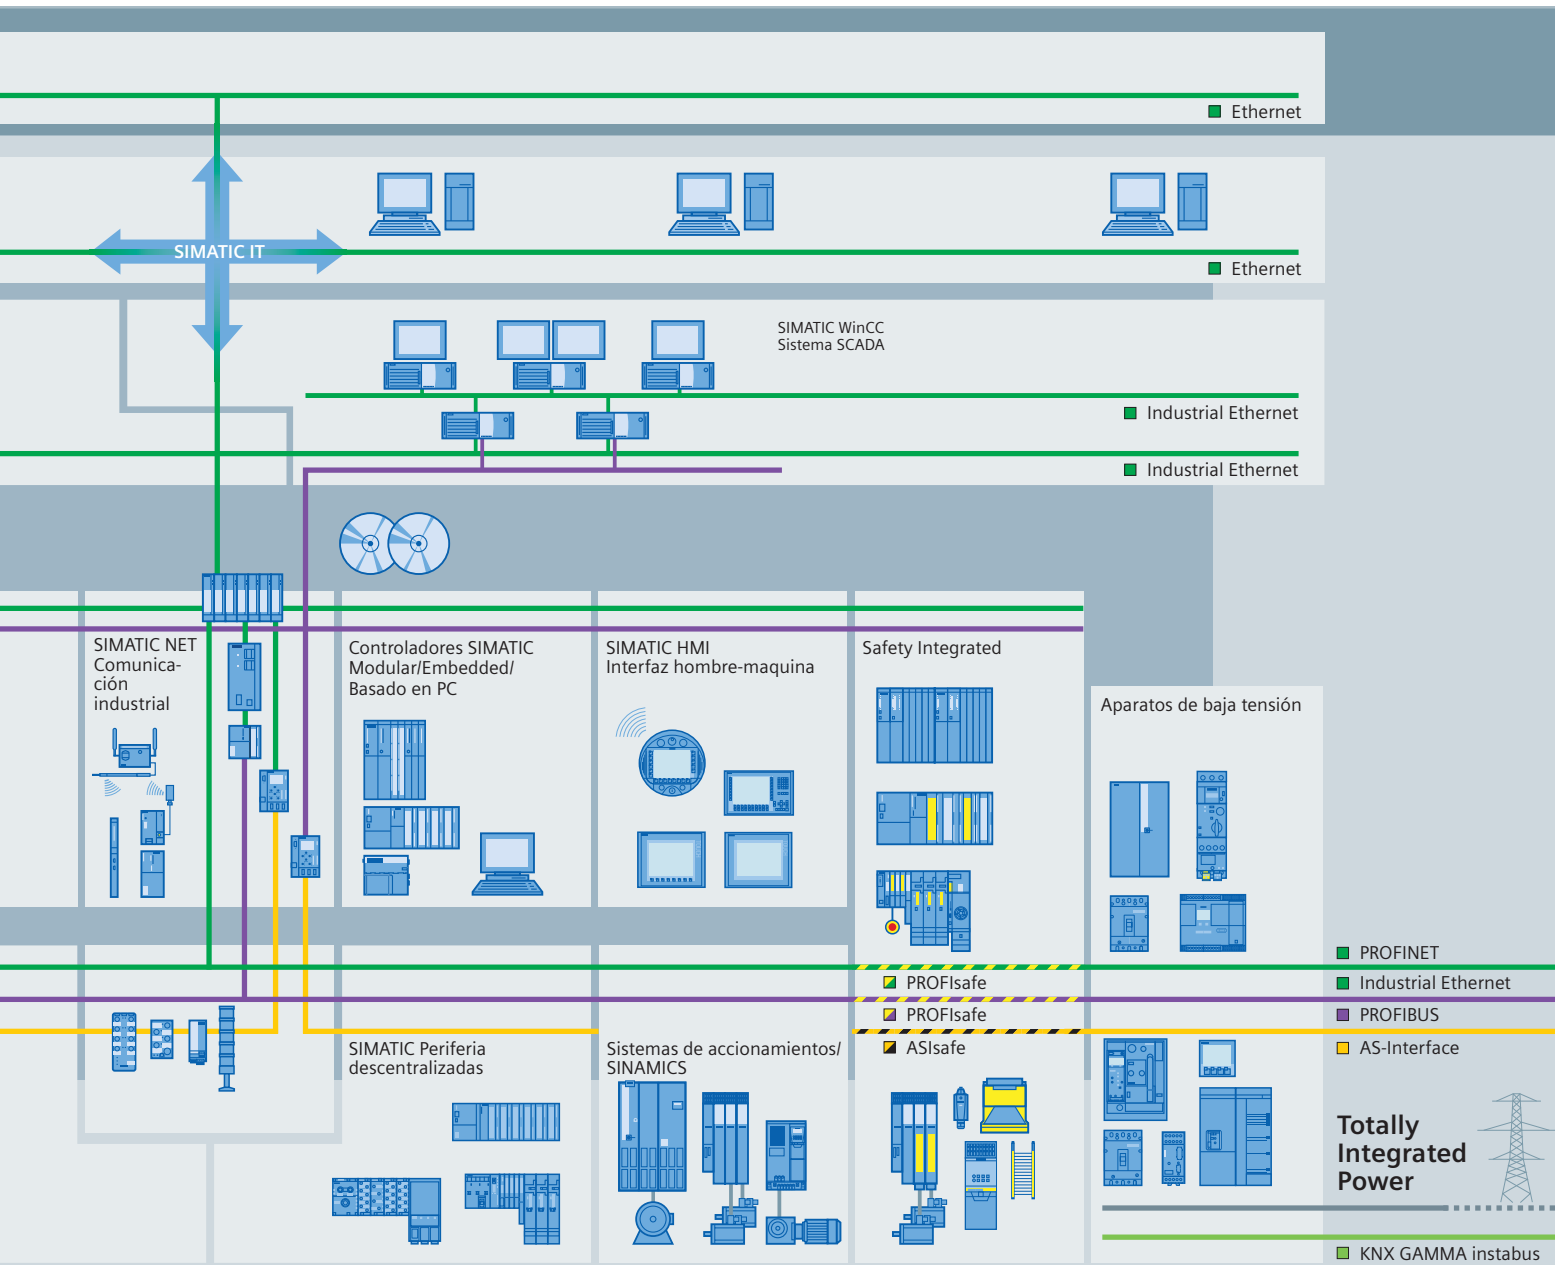 Ethernet
SIMATIC IT
Ethernet
SIMATIC WinCC
Sistema SCADA
Industrial Ethernet
Industrial Ethernet
SIMATIC NET
Comunica-
ción
industrial
Controladores SIMATIC
Modular/Embedded/
Basado en PC
SIMATIC HMI
Interfaz hombre-maquina
Safety Integrated
Aparatos de baja tensión
PROFINET
PROFIsafe
Industrial Ethernet
PROFIsafe
PROFIBUS
ASIsafe
AS-Interface
SIMATIC Periferia
descentralizadas
Sistemas de accionamientos/
SINAMICS
Totally
Integrated
Power
KNX GAMMA instabus